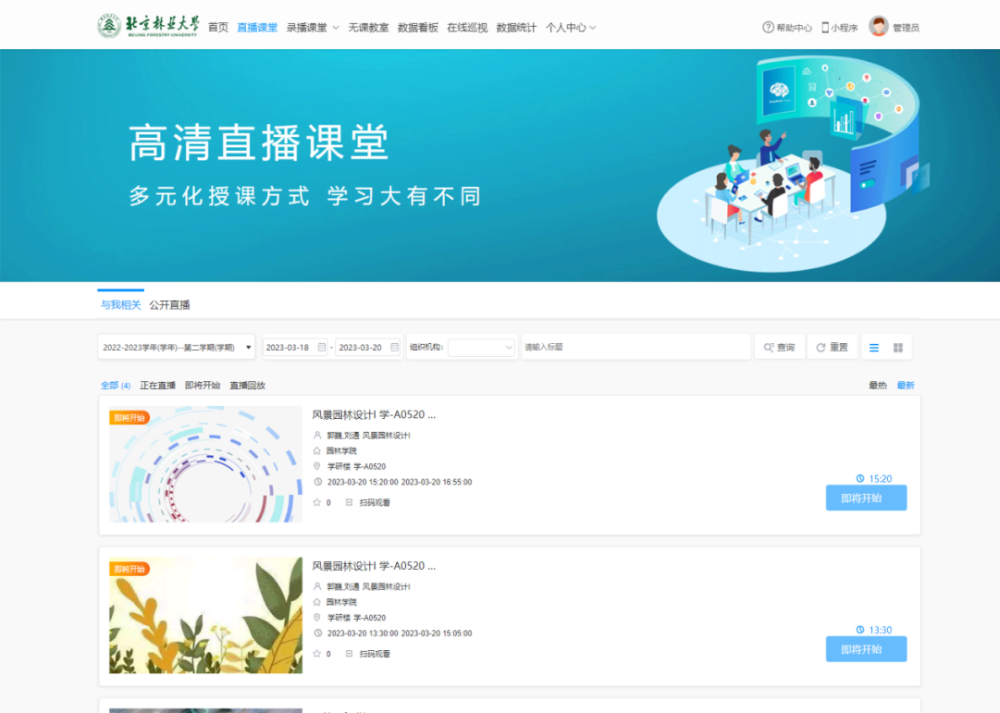 北京林业大学 首页 直播课堂 录播课堂 无课教室 数据看板 在线巡视 数据统计 个人中心 帮助中心 小程序 管理员
BEIJING FORESTRY UNIVERSITY
高清直播课堂
多元化授课方式 学习大有不同
与我相关 公开直播
2022-2023学年(学年)--第二学期(学期) 2023-03-18 - 2023-03-20 组织机构: 请输入标题 查询 重置
全部 (4) 正在直播 即将开始 直播回放 最热 最新
即将开始
风景园林设计I 学-A0520 ...
郭巍,刘通 风景园林设计I
园林学院
学研楼 学-A0520
2023-03-20 15:20:00 2023-03-20 16:55:00
0 扫码观看
15:20
即将开始
即将开始
风景园林设计I 学-A0520 ...
郭巍,刘通 风景园林设计I
园林学院
学研楼 学-A0520
2023-03-20 13:30:00 2023-03-20 15:05:00
0 扫码观看
13:30
即将开始